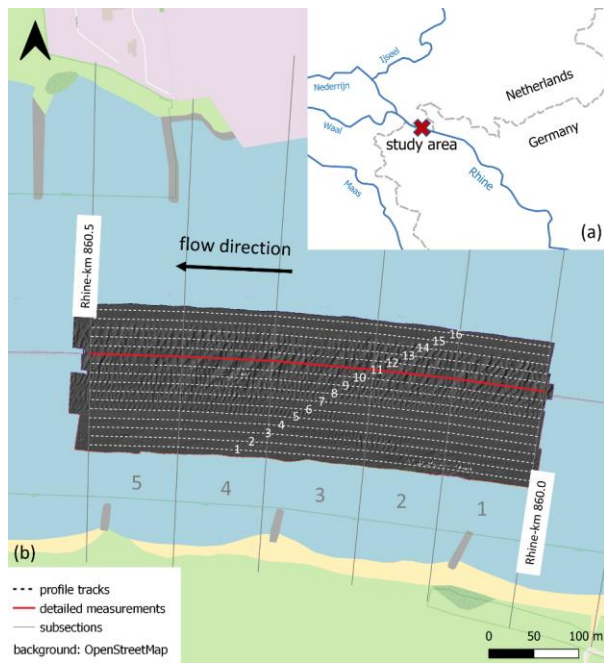 Ijseel
Nederrijn
Netherlands
Waal
Germany
study area
Rhine
Maas
(a)
flow direction
Rhine-km 860.5
16
15
14
13
12
11
10
9
8
7
6
5
4
3
2
1
5
4
3
2
1
Rhine-km 860.0
(b)
profile tracks
detailed measurements
subsections
background: OpenStreetMap
0 50 100 m